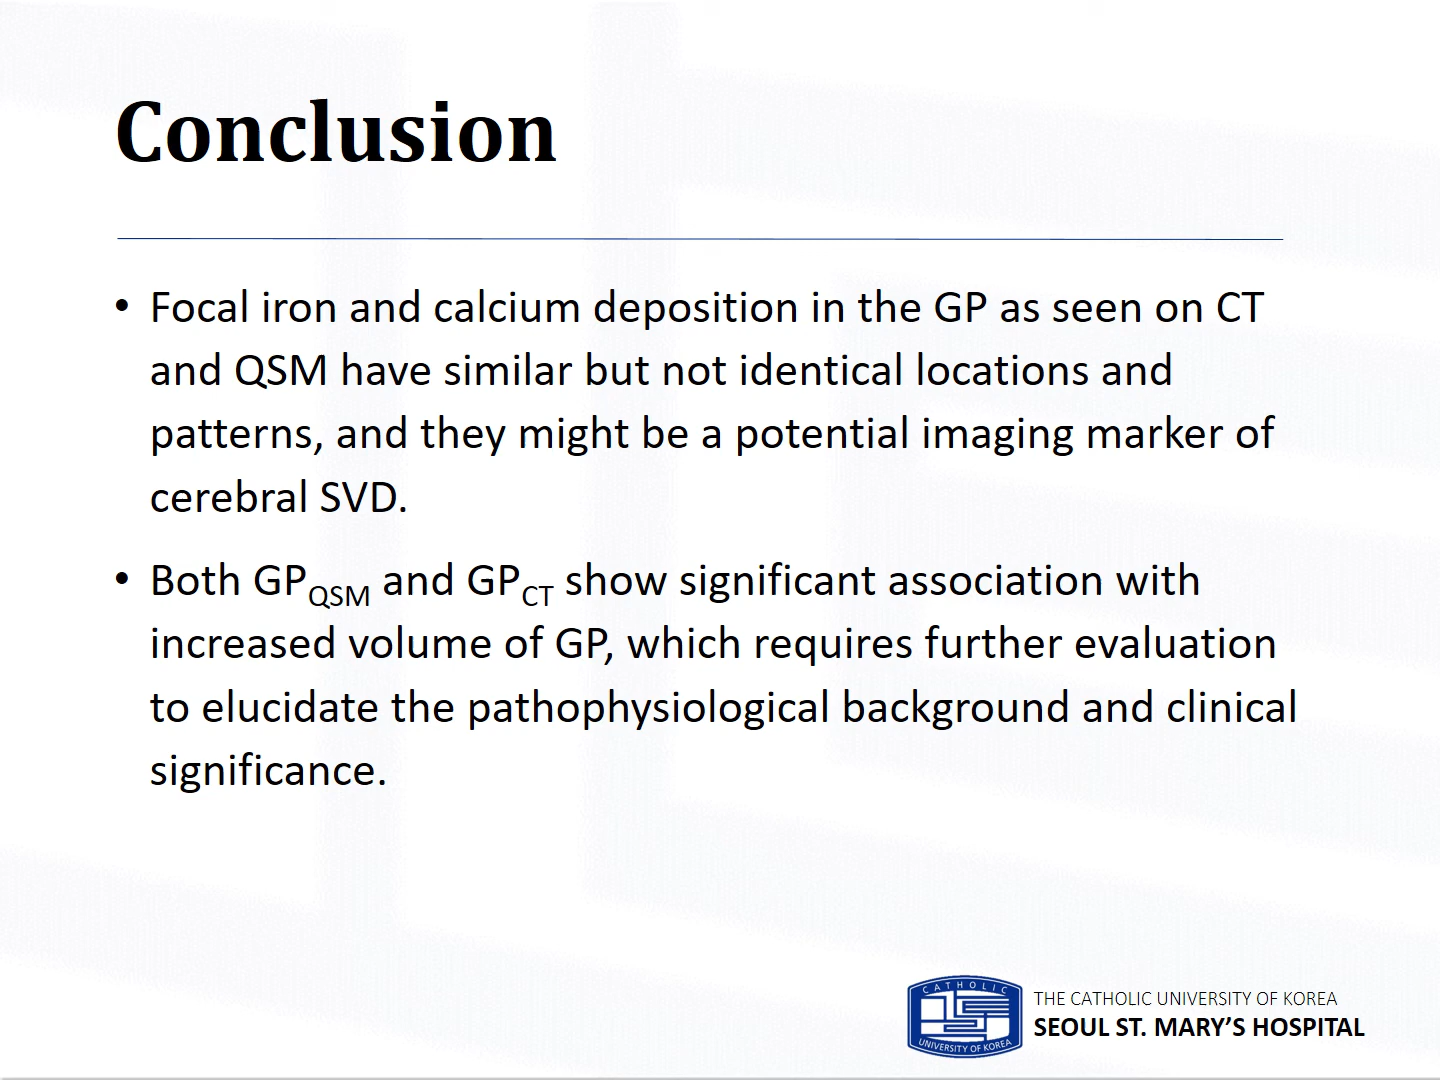 Conclusion
• Focal iron and calcium deposition in the GP as seen on CT
and QSM have similar but not identical locations and
patterns, and they might be a potential imaging marker of
cerebral SVD.
• Both GPQSM and GPCT show significant association with
increased volume of GP, which requires further evaluation
to elucidate the pathophysiological background and clinical
significance.
CATHOLIC
UNIVERSITY OF KOREA
THE CATHOLIC UNIVERSITY OF KOREA
SEOUL ST. MARY’S HOSPITAL